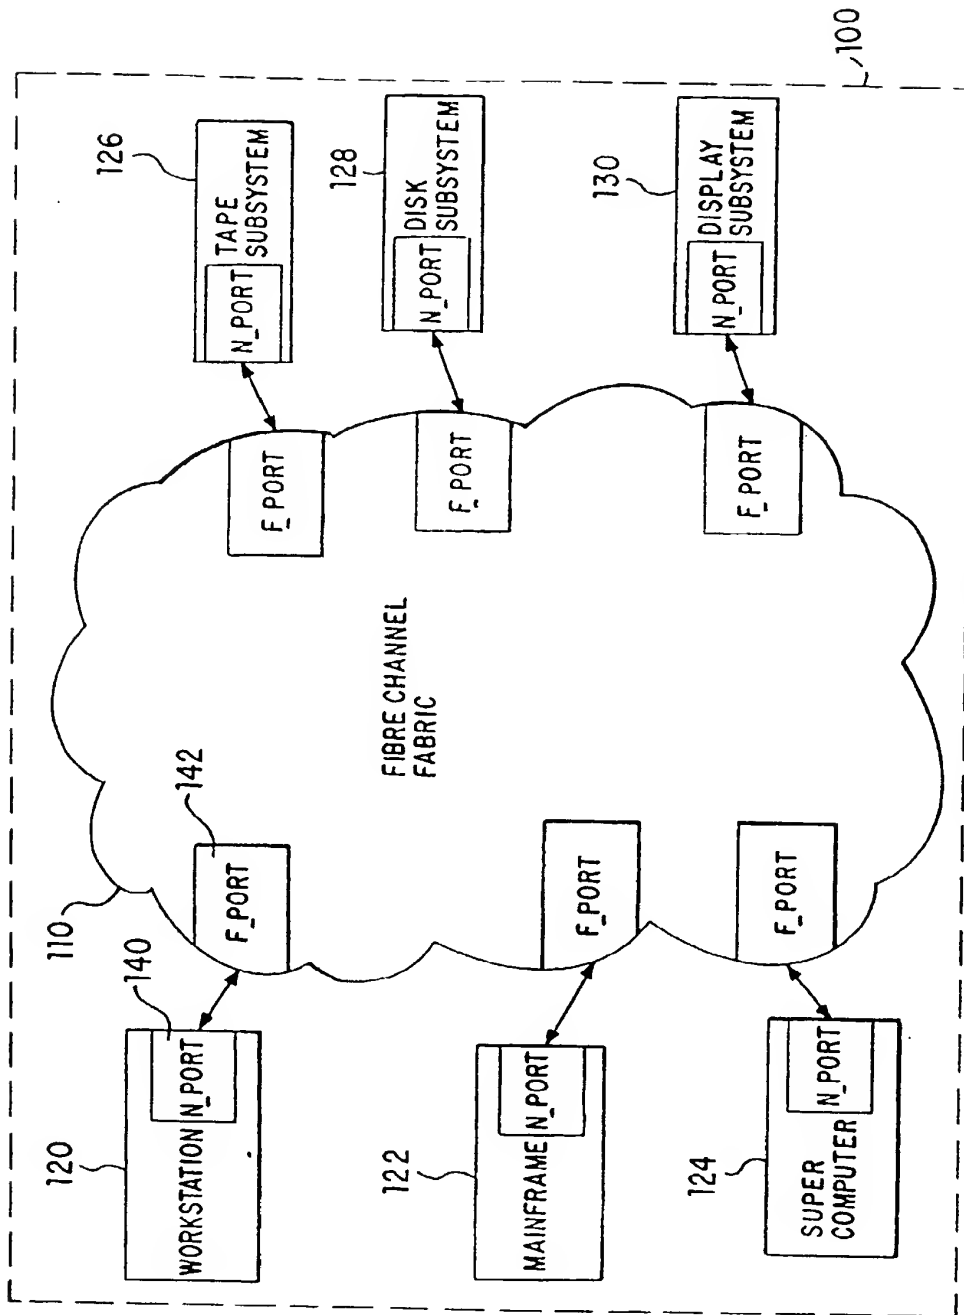 100
126
TAPE
SUBSYSTEM
N_PORT
128
DISK
SUBSYSTEM
N_PORT
130
DISPLAY
SUBSYSTEM
N_PORT
F_PORT
F_PORT
F_PORT
FIBRE CHANNEL
FABRIC
110
142
F_PORT
F_PORT
F_PORT
140
120
WORKSTATION
N_PORT
122
MAINFRAME
N_PORT
124
SUPER
COMPUTER
N_PORT